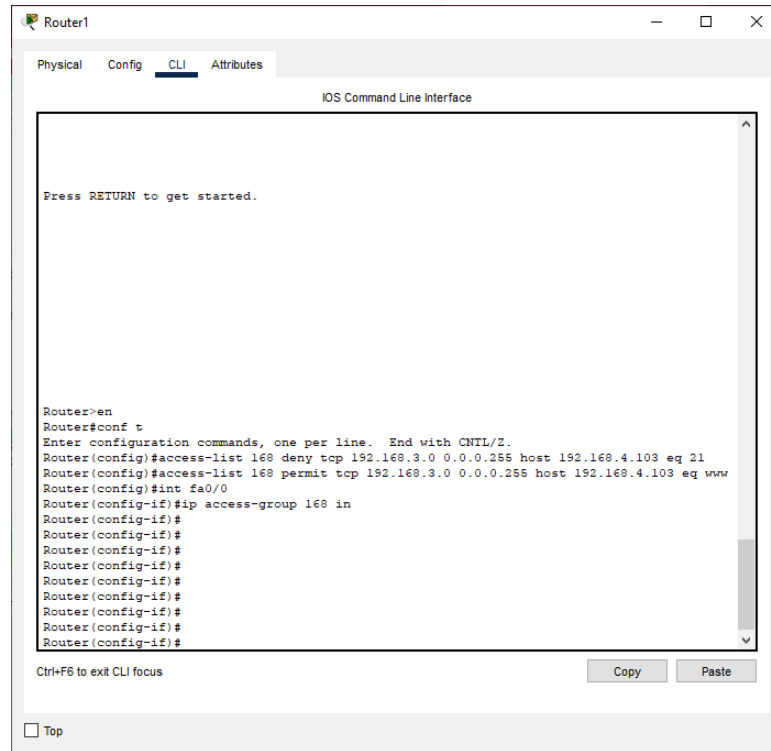 Router1
Physical Config CLI Attributes
IOS Command Line Interface
Press RETURN to get started.
Router>en
Router#conf t
Enter configuration commands, one per line.  End with CNTL/Z.
Router(config)#access-list 168 deny tcp 192.168.3.0 0.0.0.255 host 192.168.4.103 eq 21
Router(config)#access-list 168 permit tcp 192.168.3.0 0.0.0.255 host 192.168.4.103 eq www
Router(config)#int fa0/0
Router(config-if)#ip access-group 168 in
Router(config-if)#
Router(config-if)#
Router(config-if)#
Router(config-if)#
Router(config-if)#
Router(config-if)#
Router(config-if)#
Router(config-if)#
Router(config-if)#
Ctrl+F6 to exit CLI focus
Copy Paste
Top